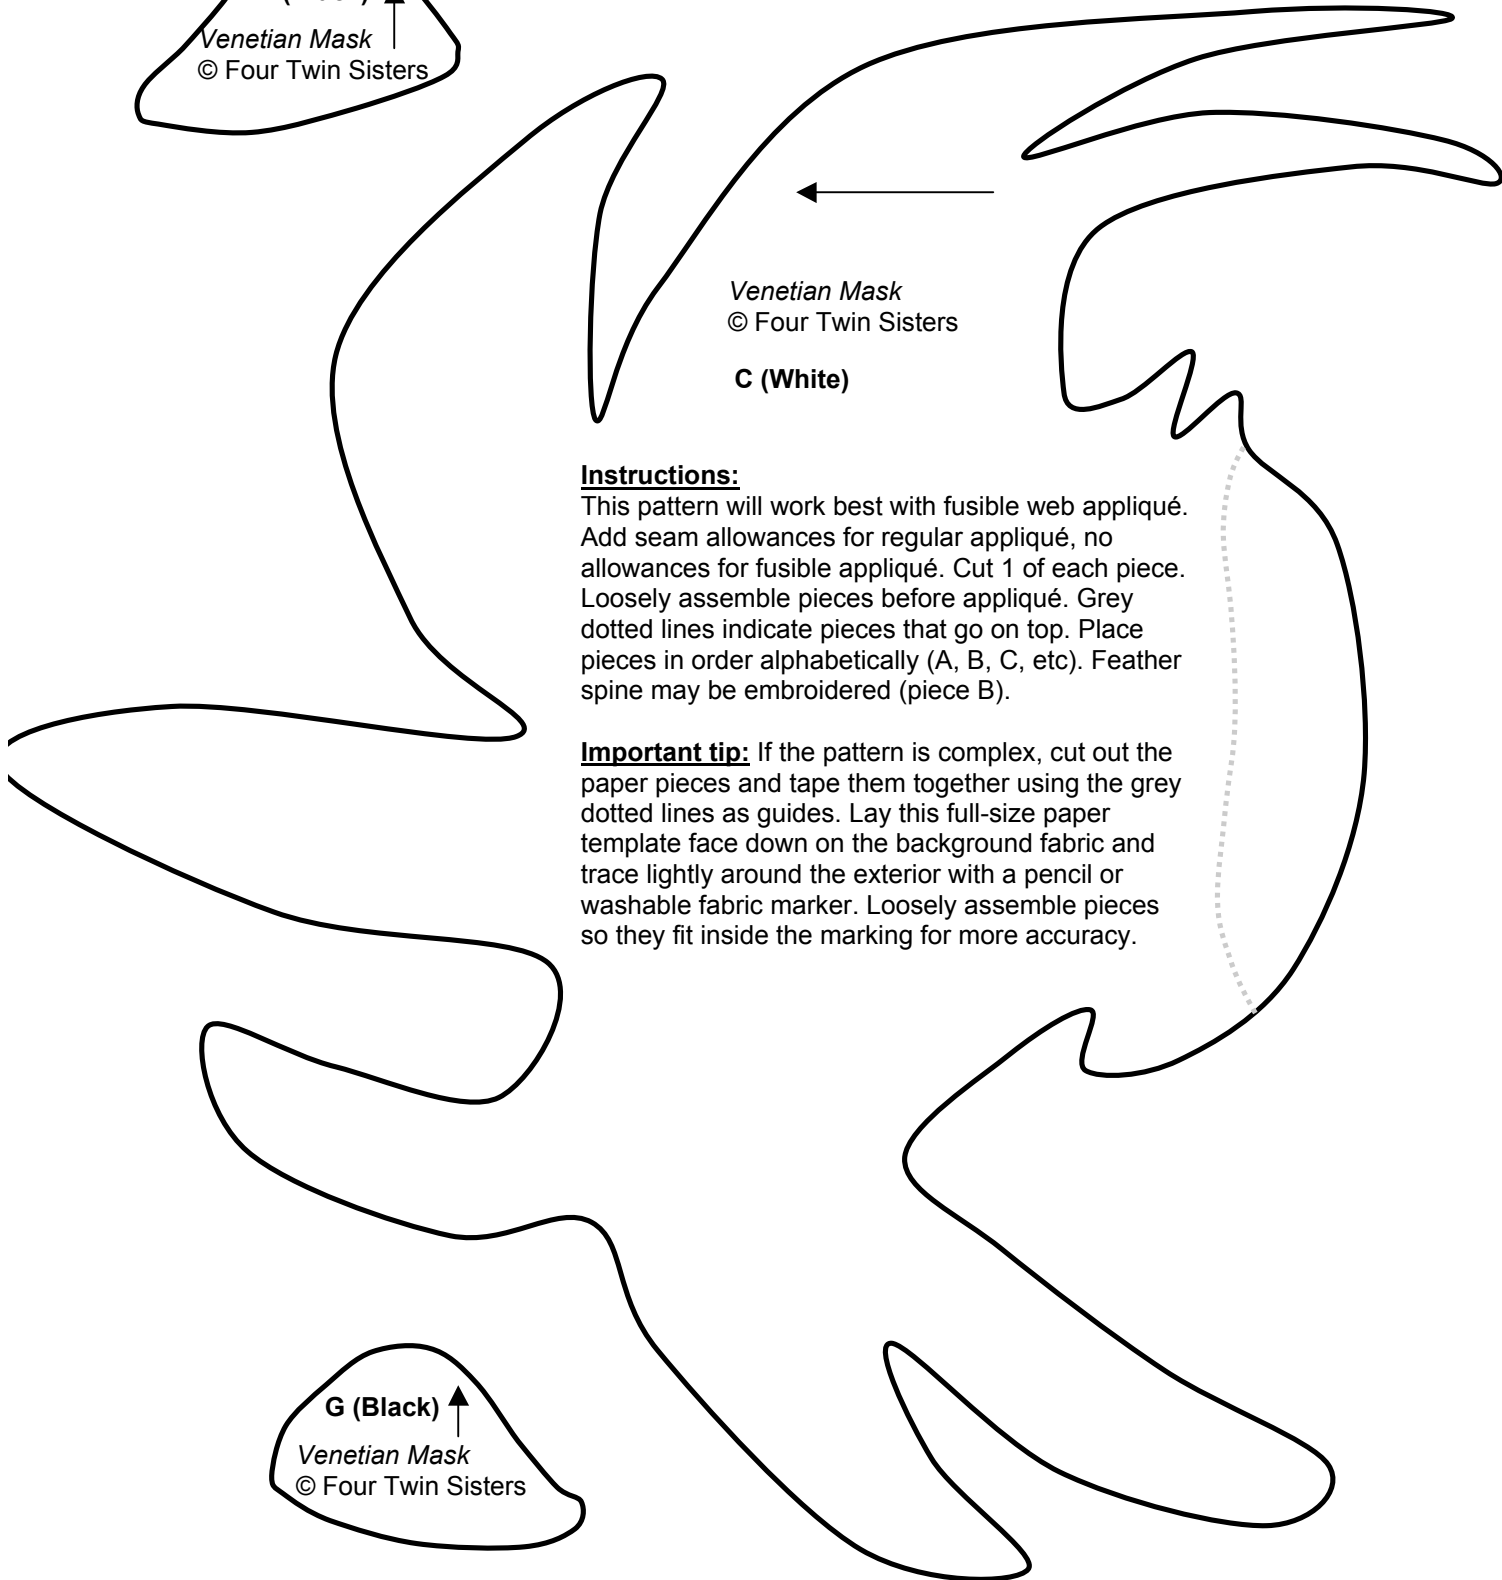 Venetian Mask
© Four Twin Sisters
Venetian Mask
© Four Twin Sisters
C (White)
Instructions:
This pattern will work best with fusible web appliqué.
Add seam allowances for regular appliqué, no
allowances for fusible appliqué. Cut 1 of each piece.
Loosely assemble pieces before appliqué. Grey
dotted lines indicate pieces that go on top. Place
pieces in order alphabetically (A, B, C, etc). Feather
spine may be embroidered (piece B).
Important tip: If the pattern is complex, cut out the
paper pieces and tape them together using the grey
dotted lines as guides. Lay this full-size paper
template face down on the background fabric and
trace lightly around the exterior with a pencil or
washable fabric marker. Loosely assemble pieces
so they fit inside the marking for more accuracy.
G (Black)
Venetian Mask
© Four Twin Sisters